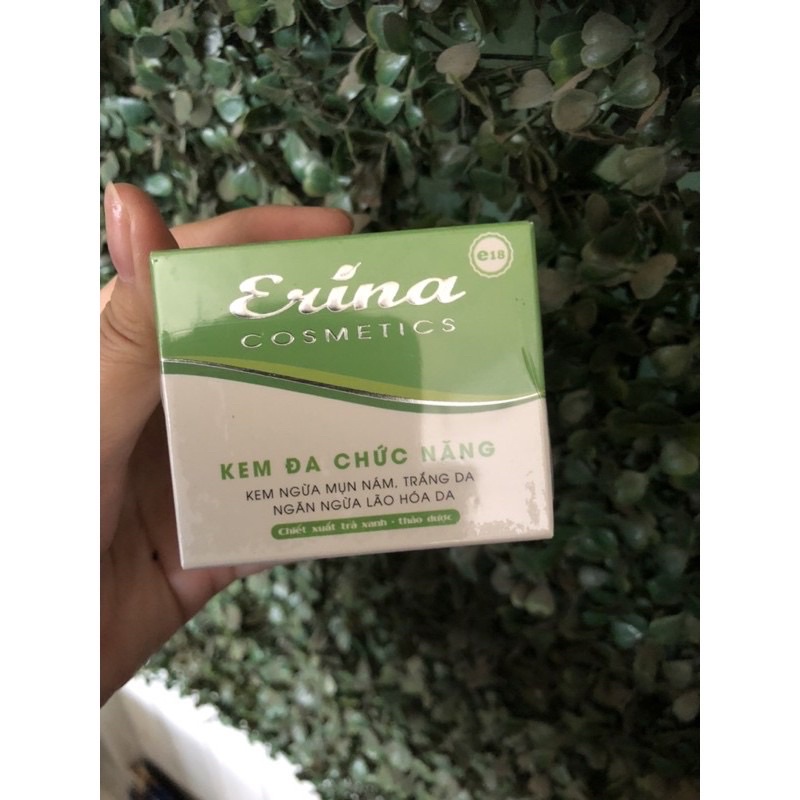 e18
Erina
COSMETICS
KEM ĐA CHỨC NĂNG
KEM NGỪA MỤN NÁM, TRẮNG DA
NGĂN NGỪA LÃO HÓA DA
Chiết xuất trà xanh - thảo dược